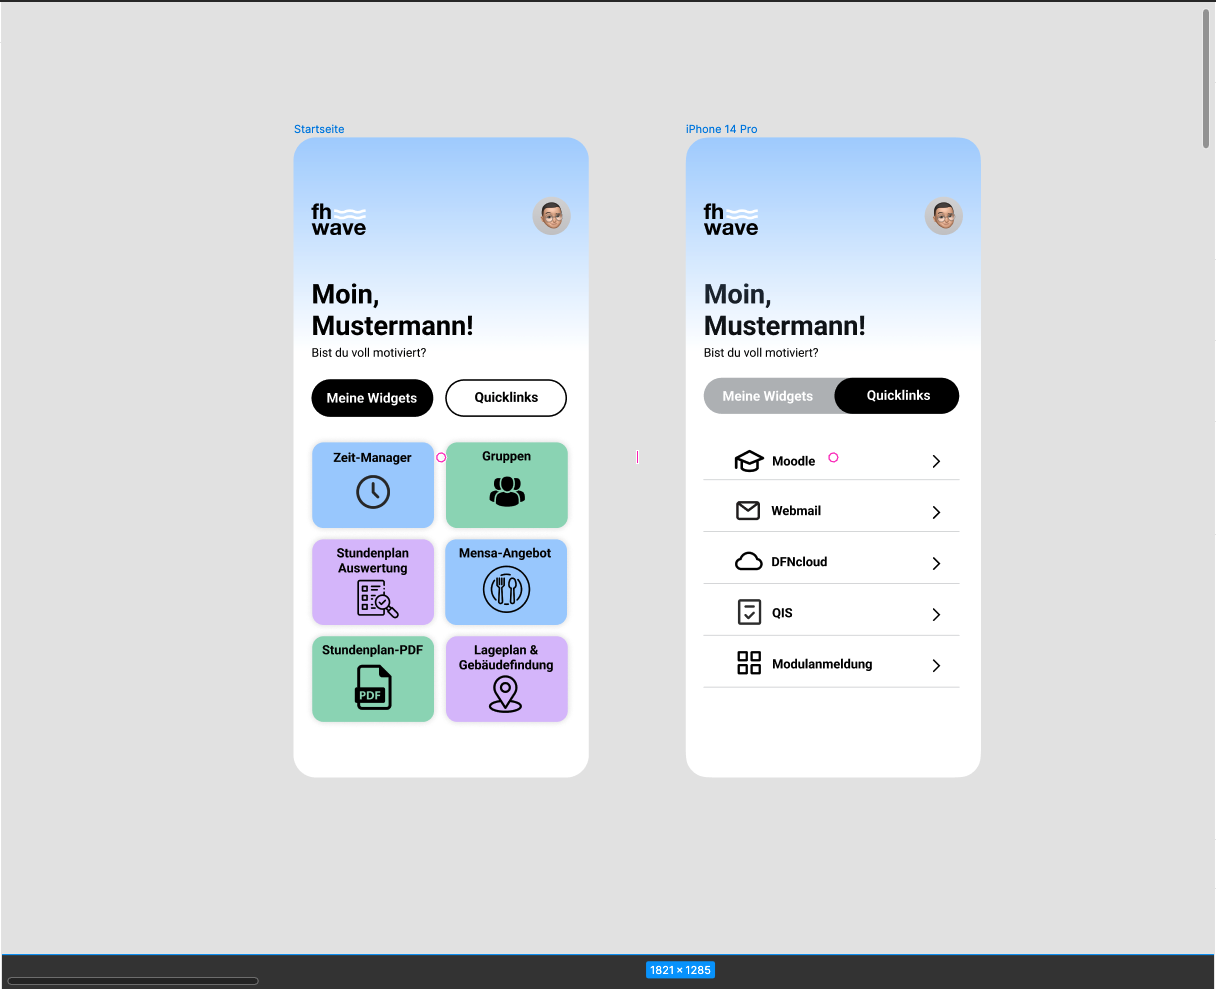 Startseite
fh
wave
Moin,
Mustermann!
Bist du voll motiviert?
Meine Widgets
Quicklinks
Zeit-Manager
Gruppen
Stundenplan
Auswertung
Mensa-Angebot
Stundenplan-PDF
PDF
Lageplan &
Gebäudefindung
iPhone 14 Pro
fh
wave
Moin,
Mustermann!
Bist du voll motiviert?
Meine Widgets
Quicklinks
Moodle
Webmail
DFNcloud
QIS
Modulanmeldung
1821 × 1285